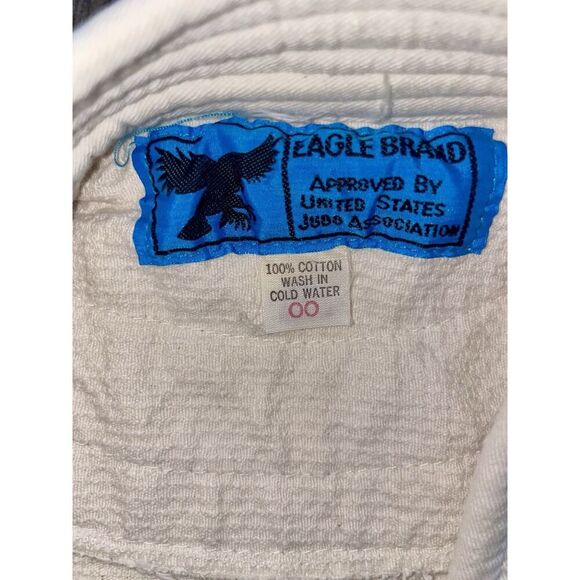 EAGLE BRAND
APPROVED BY
UNITED STATES
JUDO ASSOCIATION
100% COTTON
WASH IN
COLD WATER
00